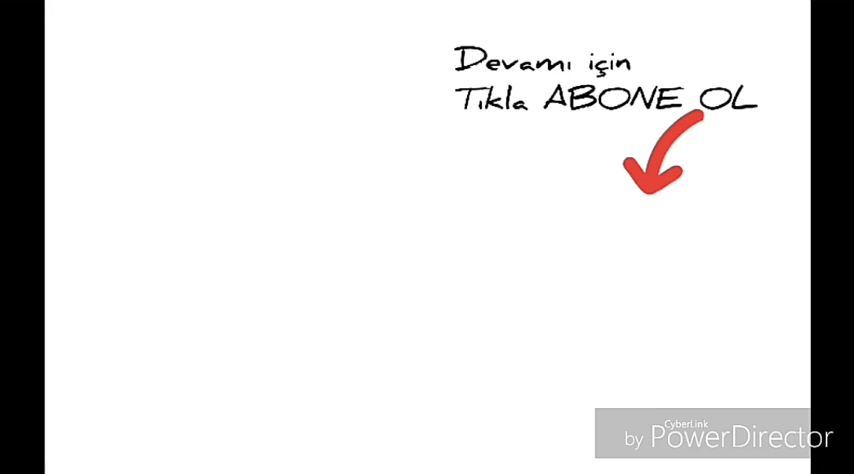 Devamı için
Tıkla ABONE OL
CyberLink
by PowerDirector